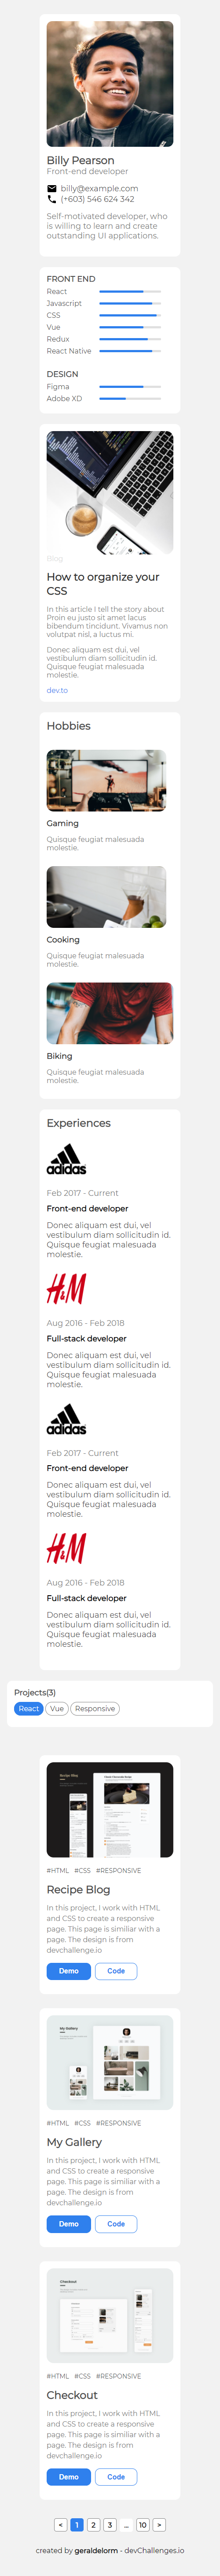 Billy Pearson
Front-end developer
billy@example.com
(+603) 546 624 342
Self-motivated developer, who
is willing to learn and create
outstanding UI applications.
FRONT END
React
Javascript
CSS
Vue
Redux
React Native
DESIGN
Figma
Adobe XD
Blog
How to organize your
CSS
In this article I tell the story about
Proin eu justo sit amet lacus
bibendum tincidunt. Vivamus non
volutpat nisl, a luctus mi.
Donec aliquam est dui, vel
vestibulum diam sollicitudin id.
Quisque feugiat malesuada
molestie.
dev.to
Hobbies
Gaming
Quisque feugiat malesuada
molestie.
Cooking
Quisque feugiat malesuada
molestie.
Biking
Quisque feugiat malesuada
molestie.
Experiences
adidas
Feb 2017 - Current
Front-end developer
Donec aliquam est dui, vel
vestibulum diam sollicitudin id.
Quisque feugiat malesuada
molestie.
H&M
Aug 2016 - Feb 2018
Full-stack developer
Donec aliquam est dui, vel
vestibulum diam sollicitudin id.
Quisque feugiat malesuada
molestie.
adidas
Feb 2017 - Current
Front-end developer
Donec aliquam est dui, vel
vestibulum diam sollicitudin id.
Quisque feugiat malesuada
molestie.
H&M
Aug 2016 - Feb 2018
Full-stack developer
Donec aliquam est dui, vel
vestibulum diam sollicitudin id.
Quisque feugiat malesuada
molestie.
Projects(3)
React Vue Responsive
Recipe Blog
#HTML #CSS #RESPONSIVE
Recipe Blog
In this project, I work with HTML
and CSS to create a responsive
page. This page is similiar with a
page. The design is from
devchallenge.io
Demo Code
My Gallery
#HTML #CSS #RESPONSIVE
My Gallery
In this project, I work with HTML
and CSS to create a responsive
page. This page is similiar with a
page. The design is from
devchallenge.io
Demo Code
Checkout
#HTML #CSS #RESPONSIVE
Checkout
In this project, I work with HTML
and CSS to create a responsive
page. This page is similiar with a
page. The design is from
devchallenge.io
Demo Code
< 1 2 3 ... 10 >
created by geraldelorm - devChallenges.io